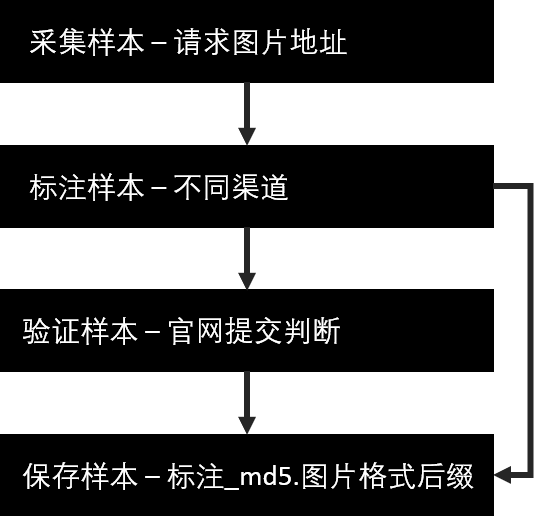 采集样本 – 请求图片地址
标注样本 – 不同渠道
验证样本 – 官网提交判断
保存样本 – 标注_md5.图片格式后缀